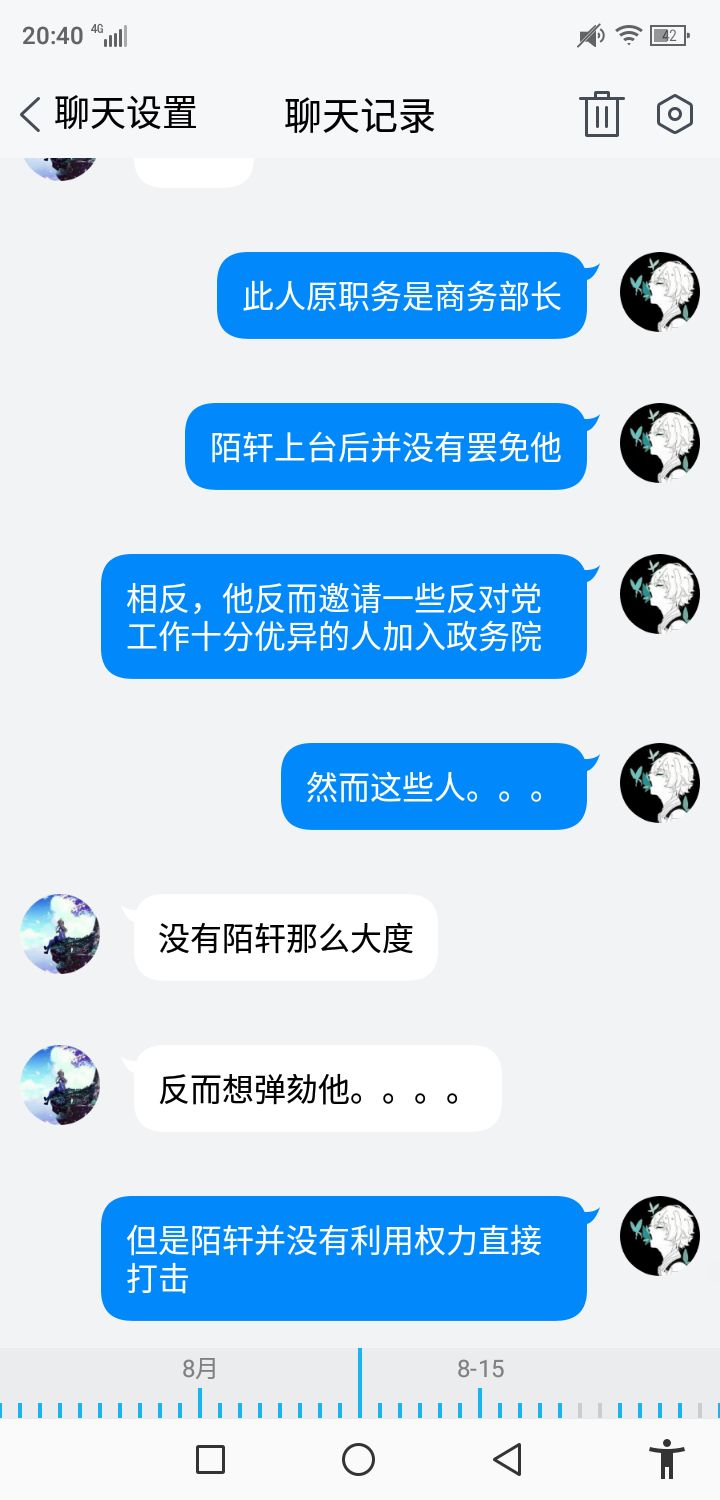 20:40 4G 42
聊天设置 聊天记录
此人原职务是商务部长
陌轩上台后并没有罢免他
相反，他反而邀请一些反对党
工作十分优异的人加入政务院
然而这些人。。。
没有陌轩那么大度
反而想弹劾他。。。。
但是陌轩并没有利用权力直接
打击
8月 8-15